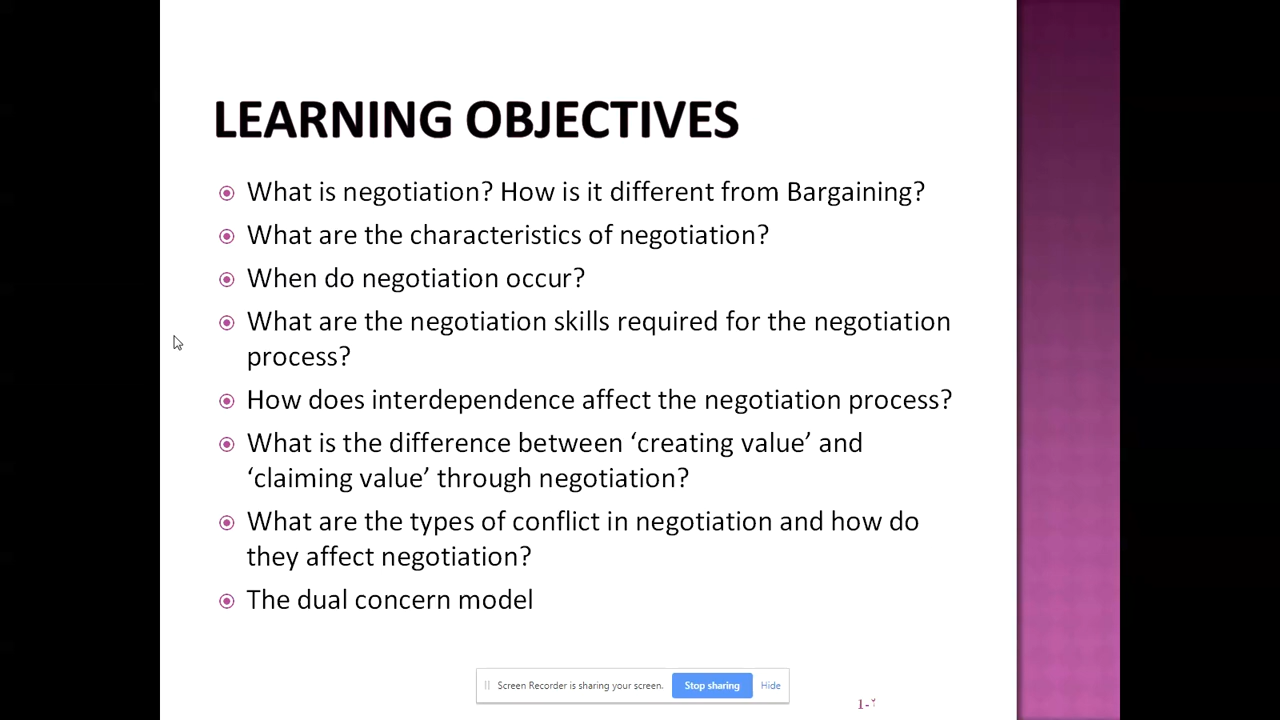 LEARNING OBJECTIVES
What is negotiation? How is it different from Bargaining?
What are the characteristics of negotiation?
When do negotiation occur?
What are the negotiation skills required for the negotiation
process?
How does interdependence affect the negotiation process?
What is the difference between ‘creating value’ and
‘claiming value’ through negotiation?
What are the types of conflict in negotiation and how do
they affect negotiation?
The dual concern model
Screen Recorder is sharing your screen. Stop sharing Hide
1-٢